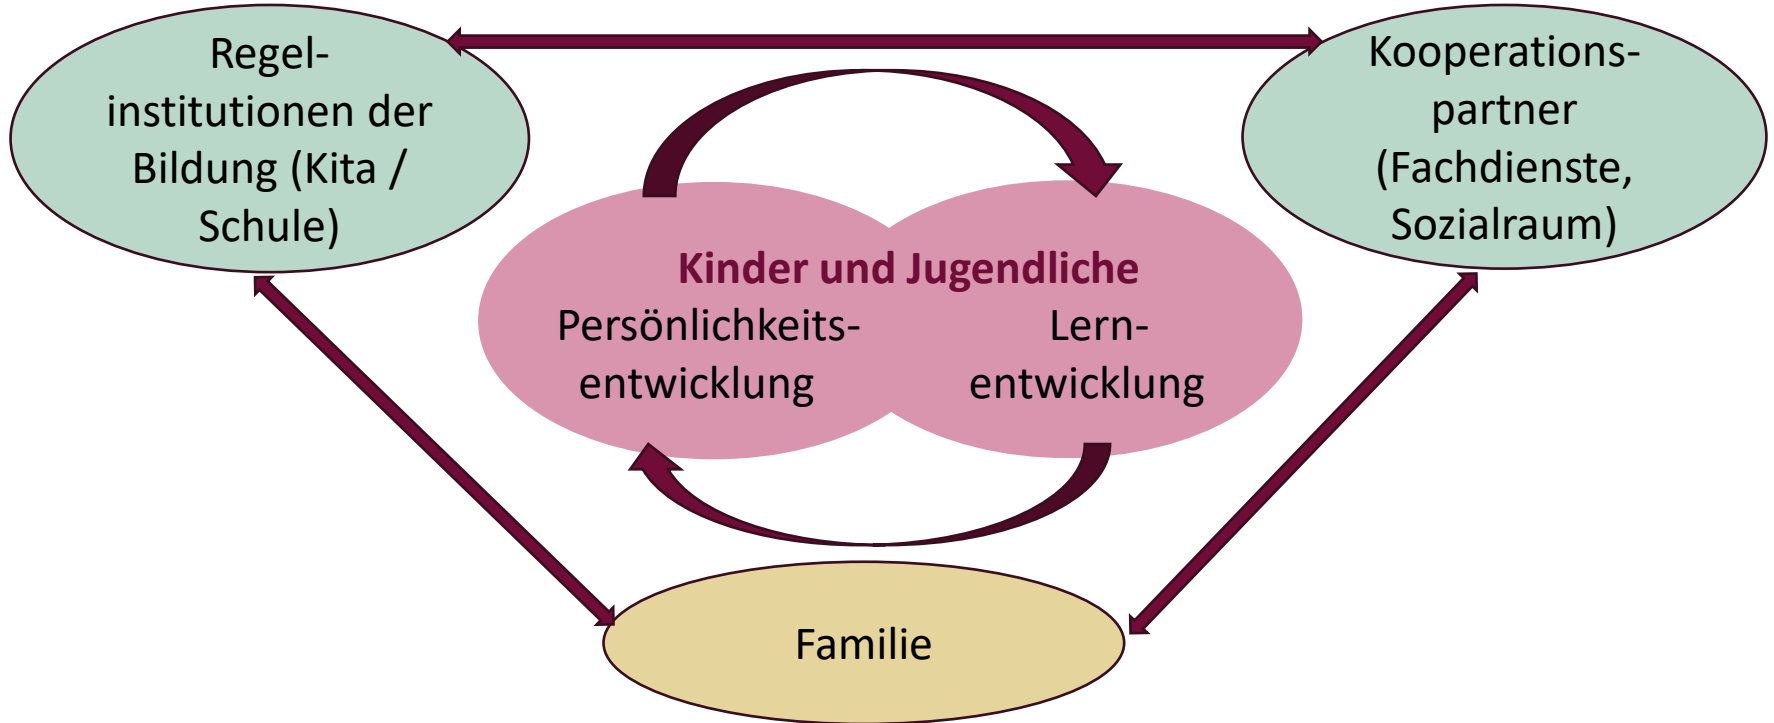 Regel-
institutionen der
Bildung (Kita /
Schule)
Kooperations-
partner
(Fachdienste,
Sozialraum)
Kinder und Jugendliche
Persönlichkeits-
entwicklung
Lern-
entwicklung
Familie